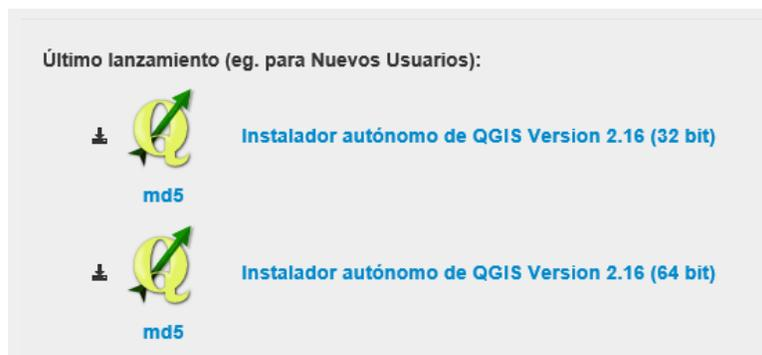 Último lanzamiento (eg. para Nuevos Usuarios):
Instalador autónomo de QGIS Version 2.16 (32 bit)
md5
Instalador autónomo de QGIS Version 2.16 (64 bit)
md5